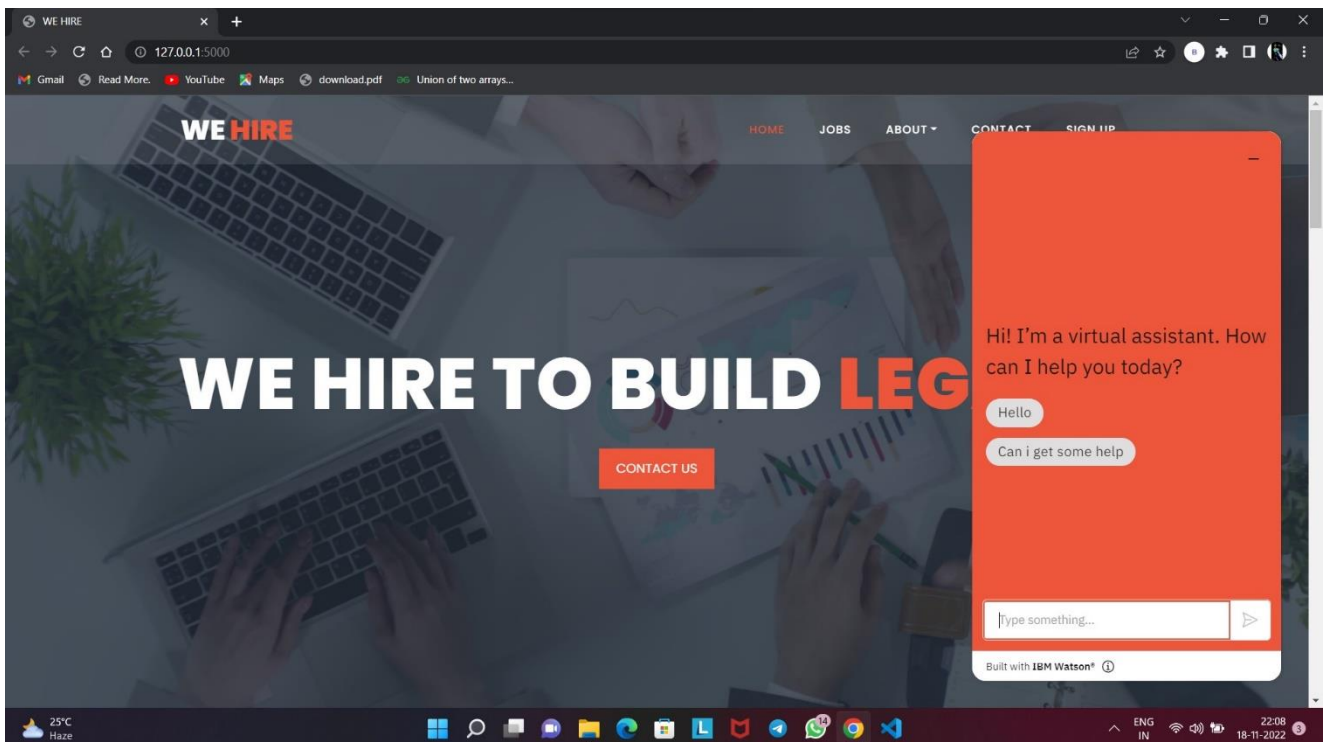 WE HIRE
127.0.0.1:5000
B
Gmail Read More. YouTube Maps download.pdf Union of two arrays...
WE HIRE
HOME JOBS ABOUT CONTACT SIGN UP
WE HIRE TO BUILD LEG
CONTACT US
Hi! I'm a virtual assistant. How
can I help you today?
Hello
Can i get some help
Type something...
Built with IBM Watson®
25°C
Haze
L
14
ENG
IN
22:08
18-11-2022
3